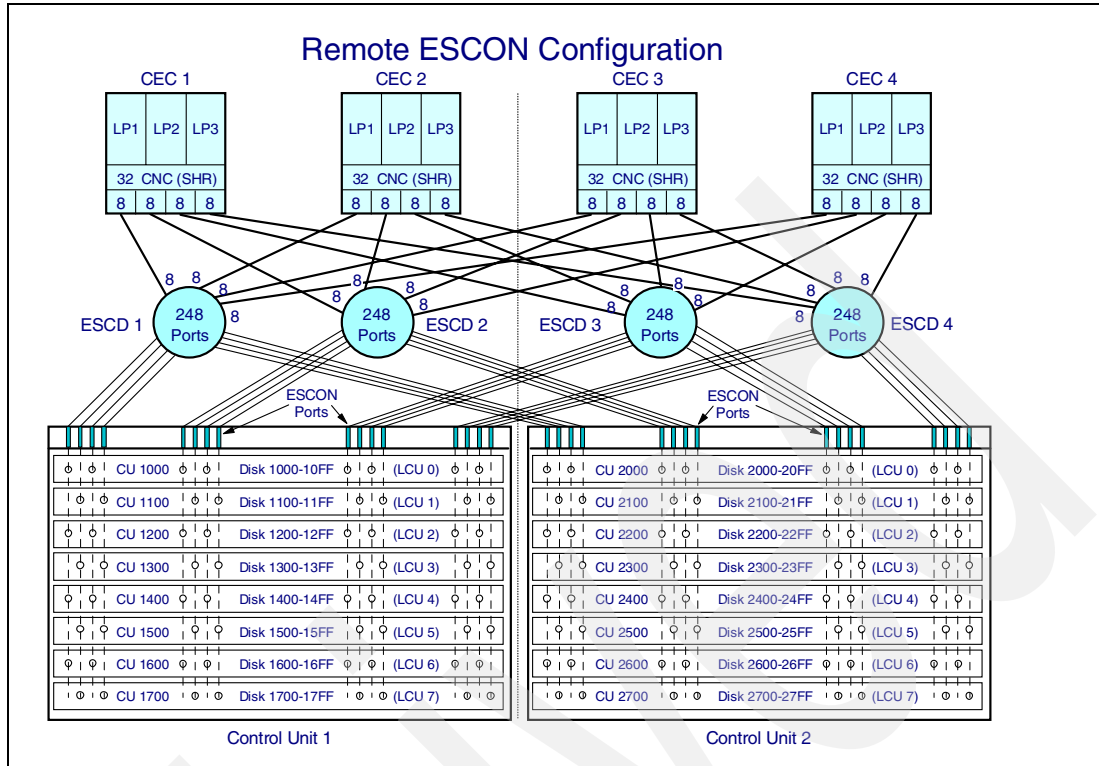 Remote ESCON Configuration
CEC 1 CEC 2 CEC 3 CEC 4
LP1 LP2 LP3 LP1 LP2 LP3 LP1 LP2 LP3 LP1 LP2 LP3
32 CNC (SHR) 32 CNC (SHR) 32 CNC (SHR) 32 CNC (SHR)
8 8 8 8 8 8 8 8 8 8 8 8 8 8 8 8
8 8 8 8 8 8 8 8 8 8 8 8 8 8 8 8
ESCD 1 248 Ports ESCD 2 248 Ports ESCD 3 248 Ports ESCD 4 248 Ports
ESCON Ports ESCON Ports
CU 1000 Disk 1000-10FF (LCU 0) CU 2000 Disk 2000-20FF (LCU 0)
CU 1100 Disk 1100-11FF (LCU 1) CU 2100 Disk 2100-21FF (LCU 1)
CU 1200 Disk 1200-12FF (LCU 2) CU 2200 Disk 2200-22FF (LCU 2)
CU 1300 Disk 1300-13FF (LCU 3) CU 2300 Disk 2300-23FF (LCU 3)
CU 1400 Disk 1400-14FF (LCU 4) CU 2400 Disk 2400-24FF (LCU 4)
CU 1500 Disk 1500-15FF (LCU 5) CU 2500 Disk 2500-25FF (LCU 5)
CU 1600 Disk 1600-16FF (LCU 6) CU 2600 Disk 2600-26FF (LCU 6)
CU 1700 Disk 1700-17FF (LCU 7) CU 2700 Disk 2700-27FF (LCU 7)
Control Unit 1 Control Unit 2